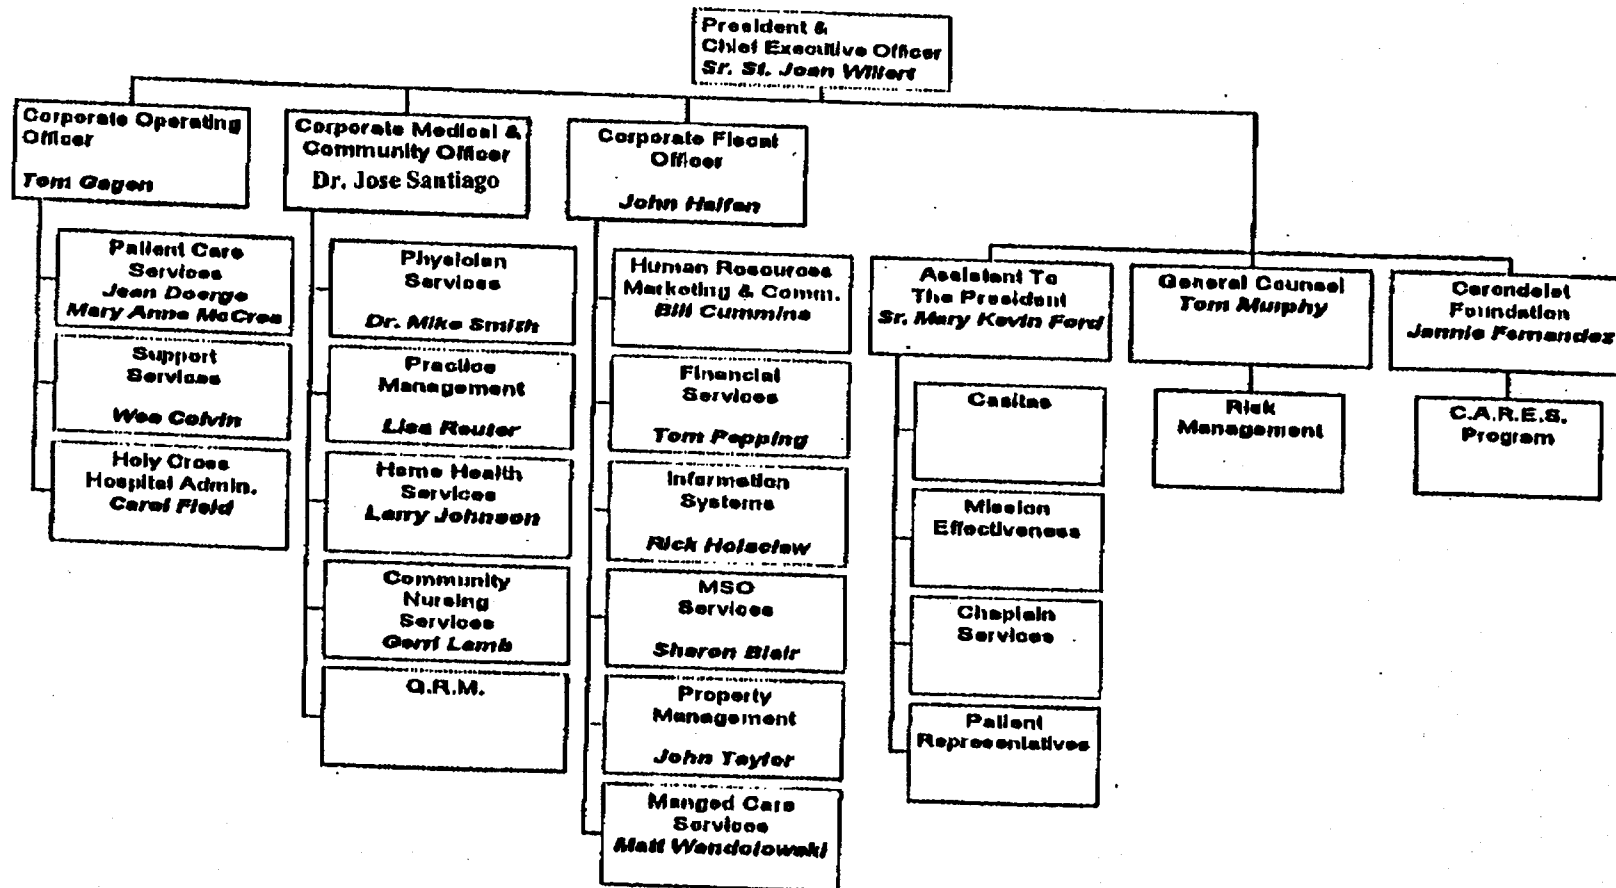 President &
Chief Executive Officer
Sr. St. Joan Willert
Corporate Operating
Officer
Tom Gagen
Corporate Medical &
Community Officer
Dr. Jose Santiago
Corporate Fiscal
Officer
John Halfen
Patient Care
Services
Jean Doerge
Mary Anne McCrea
Support
Services
Wes Colvin
Holy Cross
Hospital Admin.
Carol Field
Physician
Services
Dr. Mike Smith
Practice
Management
Lisa Reuter
Home Health
Services
Larry Johnson
Community
Nursing
Services
Gerri Lamb
Q.R.M.
Human Resources
Marketing & Comm.
Bill Cummins
Financial
Services
Tom Pepping
Information
Systems
Rick Holaclaw
MSO
Services
Sharon Blair
Property
Management
John Taylor
Manged Care
Services
Matt Wandolowski
Assistant To
The President
Sr. Mary Kevin Ford
Casitas
Mission
Effectiveness
Chaplain
Services
Patient
Representatives
General Counsel
Tom Murphy
Risk
Management
Carondelet
Foundation
Jannie Fernandez
C.A.R.E.S.
Program